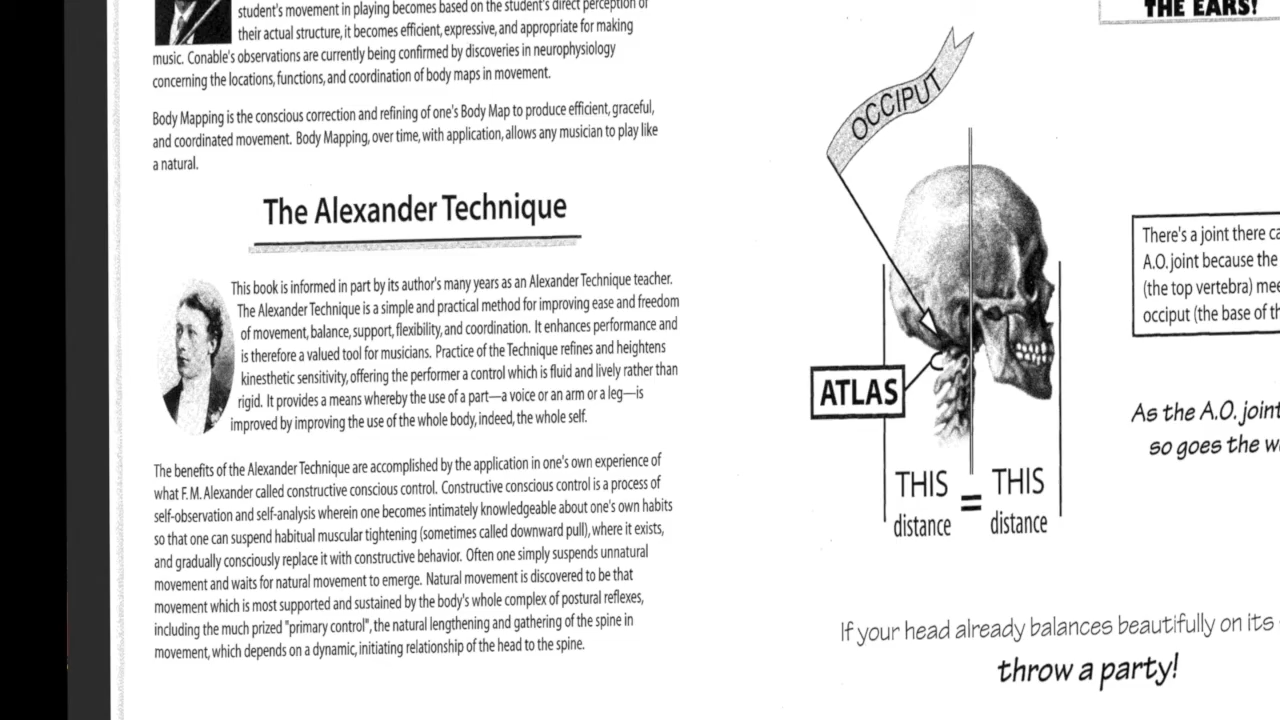 student's movement in playing becomes based on the student's direct perception of
their actual structure, it becomes efficient, expressive, and appropriate for making
music. Conable's observations are currently being confirmed by discoveries in neurophysiology
concerning the locations, functions, and coordination of body maps in movement.
Body Mapping is the conscious correction and refining of one's Body Map to produce efficient, graceful,
and coordinated movement. Body Mapping, over time, with application, allows any musician to play like
a natural.
The Alexander Technique
This book is informed in part by its author's many years as an Alexander Technique teacher.
The Alexander Technique is a simple and practical method for improving ease and freedom
of movement, balance, support, flexibility, and coordination. It enhances performance and
is therefore a valued tool for musicians. Practice of the Technique refines and heightens
kinesthetic sensitivity, offering the performer a control which is fluid and lively rather than
rigid. It provides a means whereby the use of a part—a voice or an arm or a leg—is
improved by improving the use of the whole body, indeed, the whole self.
The benefits of the Alexander Technique are accomplished by the application in one's own experience of
what F. M. Alexander called constructive conscious control. Constructive conscious control is a process of
self-observation and self-analysis wherein one becomes intimately knowledgeable about one's own habits
so that one can suspend habitual muscular tightening (sometimes called downward pull), where it exists,
and gradually consciously replace it with constructive behavior. Often one simply suspends unnatural
movement and waits for natural movement to emerge. Natural movement is discovered to be that
movement which is most supported and sustained by the body's whole complex of postural reflexes,
including the much prized "primary control", the natural lengthening and gathering of the spine in
movement, which depends on a dynamic, initiating relationship of the head to the spine.
THE EARS!
OCCIPUT
ATLAS
THIS distance = THIS distance
There's a joint there
A.O. joint because the
(the top vertebra)
occiput (the base of
As the A.O. joint
so goes the
If your head already balances beautifully on its
throw a party!